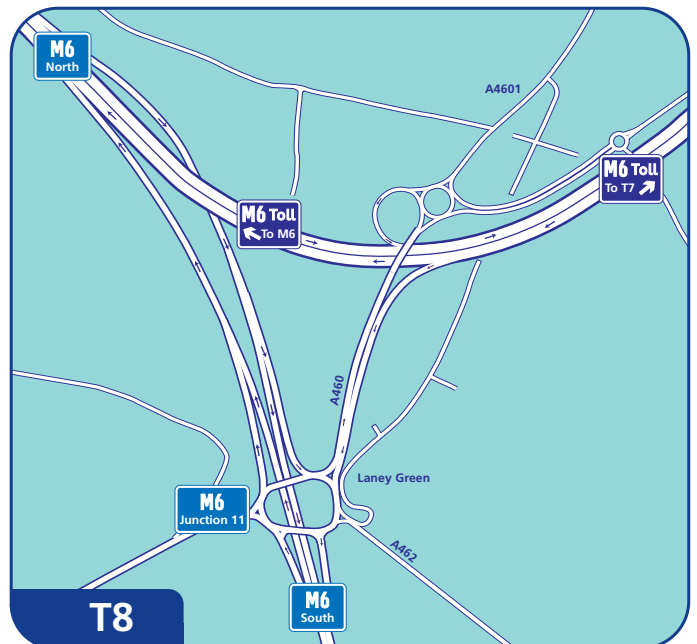 M6
North
A4601
M6 Toll
To T7
M6 Toll
To M6
A460
Laney Green
M6
Junction 11
A462
M6
South
T8